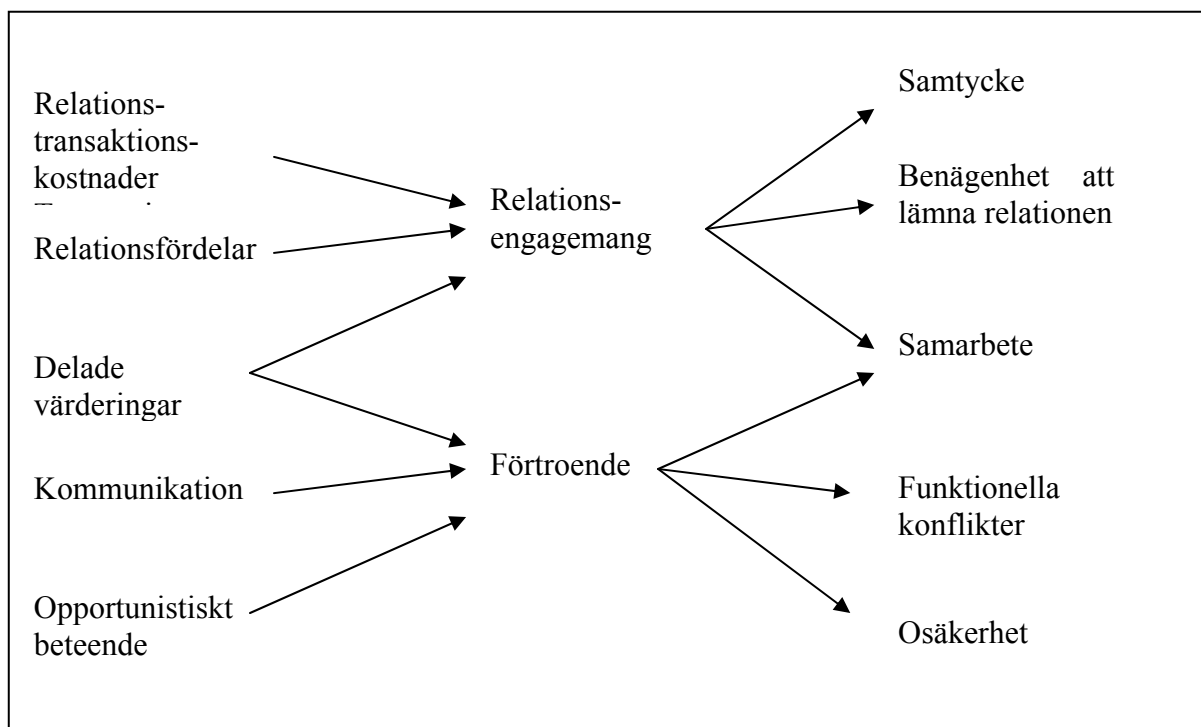 Relations-
transaktions-
kostnader
Relationsfördelar
Delade
värderingar
Kommunikation
Opportunistiskt
beteende
Relations-
engagemang
Förtroende
Samtycke
Benägenhet att
lämna relationen
Samarbete
Funktionella
konflikter
Osäkerhet